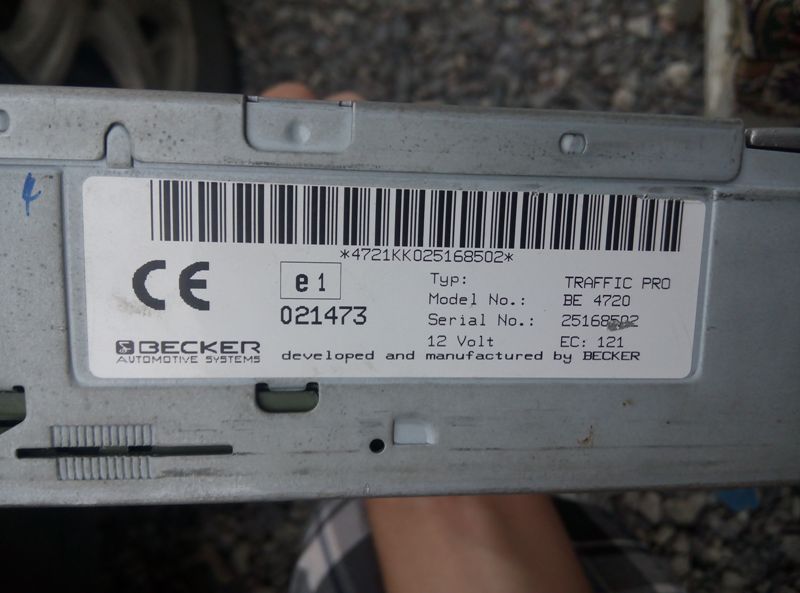 *4721KK025168502*
CE
e1
021473
Typ: TRAFFIC PRO
Model No.: BE 4720
Serial No.: 25168502
12 Volt EC: 121
BECKER
AUTOMOTIVE SYSTEMS
developed and manufactured by BECKER
4